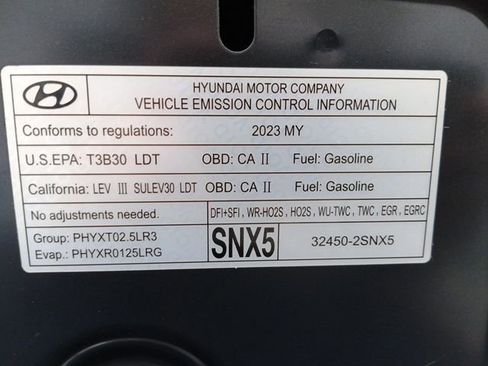 HYUNDAI MOTOR COMPANY
VEHICLE EMISSION CONTROL INFORMATION
Conforms to regulations: 2023 MY
U.S.EPA: T3B30 LDT OBD: CA II Fuel: Gasoline
California: LEV III SULEV30 LDT OBD: CA II Fuel: Gasoline
No adjustments needed. DFI+SFI, WR-HO2S, HO2S, WU-TWC, TWC, EGR, EGRC
Group: PHYXT02.5LR3 SNX5 32450-2SNX5
Evap.: PHYXR0125LRG